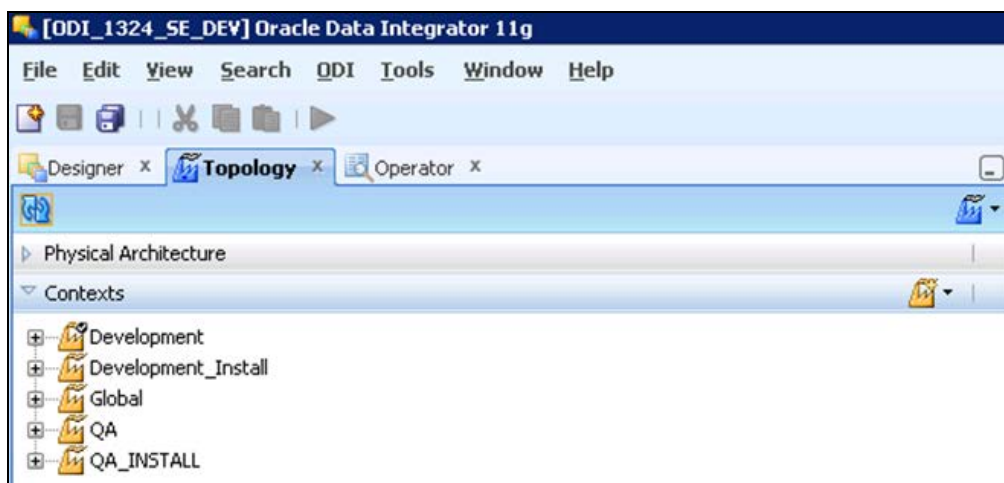 [ODI_1324_SE_DEV] Oracle Data Integrator 11g
File Edit View Search ODI Tools Window Help
Designer Topology Operator
Physical Architecture
Contexts
Development
Development_Install
Global
QA
QA_INSTALL